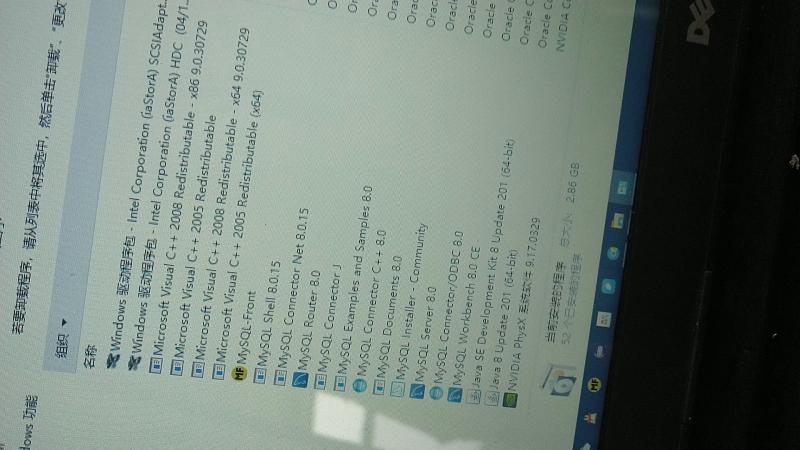 若要卸载程序，请从列表中将其选中，然后单击“卸载”、“更改
组织 ▼
名称
Windows 驱动程序包 - Intel Corporation (iaStorA) SCSIAdapt...
Windows 驱动程序包 - Intel Corporation (iaStorA) HDC (04/1...
Microsoft Visual C++ 2008 Redistributable - x86 9.0.30729
Microsoft Visual C++ 2005 Redistributable
Microsoft Visual C++ 2008 Redistributable - x64 9.0.30729
Microsoft Visual C++ 2005 Redistributable (x64)
MySQL-Front
MySQL Shell 8.0.15
MySQL Connector Net 8.0.15
MySQL Router 8.0
MySQL Connector J
MySQL Examples and Samples 8.0
MySQL Connector C++ 8.0
MySQL Documents 8.0
MySQL Installer - Community
MySQL Server 8.0
MySQL Connector/ODBC 8.0
MySQL Workbench 8.0 CE
Java SE Development Kit 8 Update 201 (64-bit)
Java 8 Update 201 (64-bit)
NVIDIA PhysX 系统软件 9.17.0329
Oracle
Oracle
Oracle
Oracle
Oracle
Oracle C
Oracle C
Oracle Co
NVIDIA C
当前安装的程序 总大小: 2.86 GB
52 个已安装的程序
dows 功能
MF
DELL